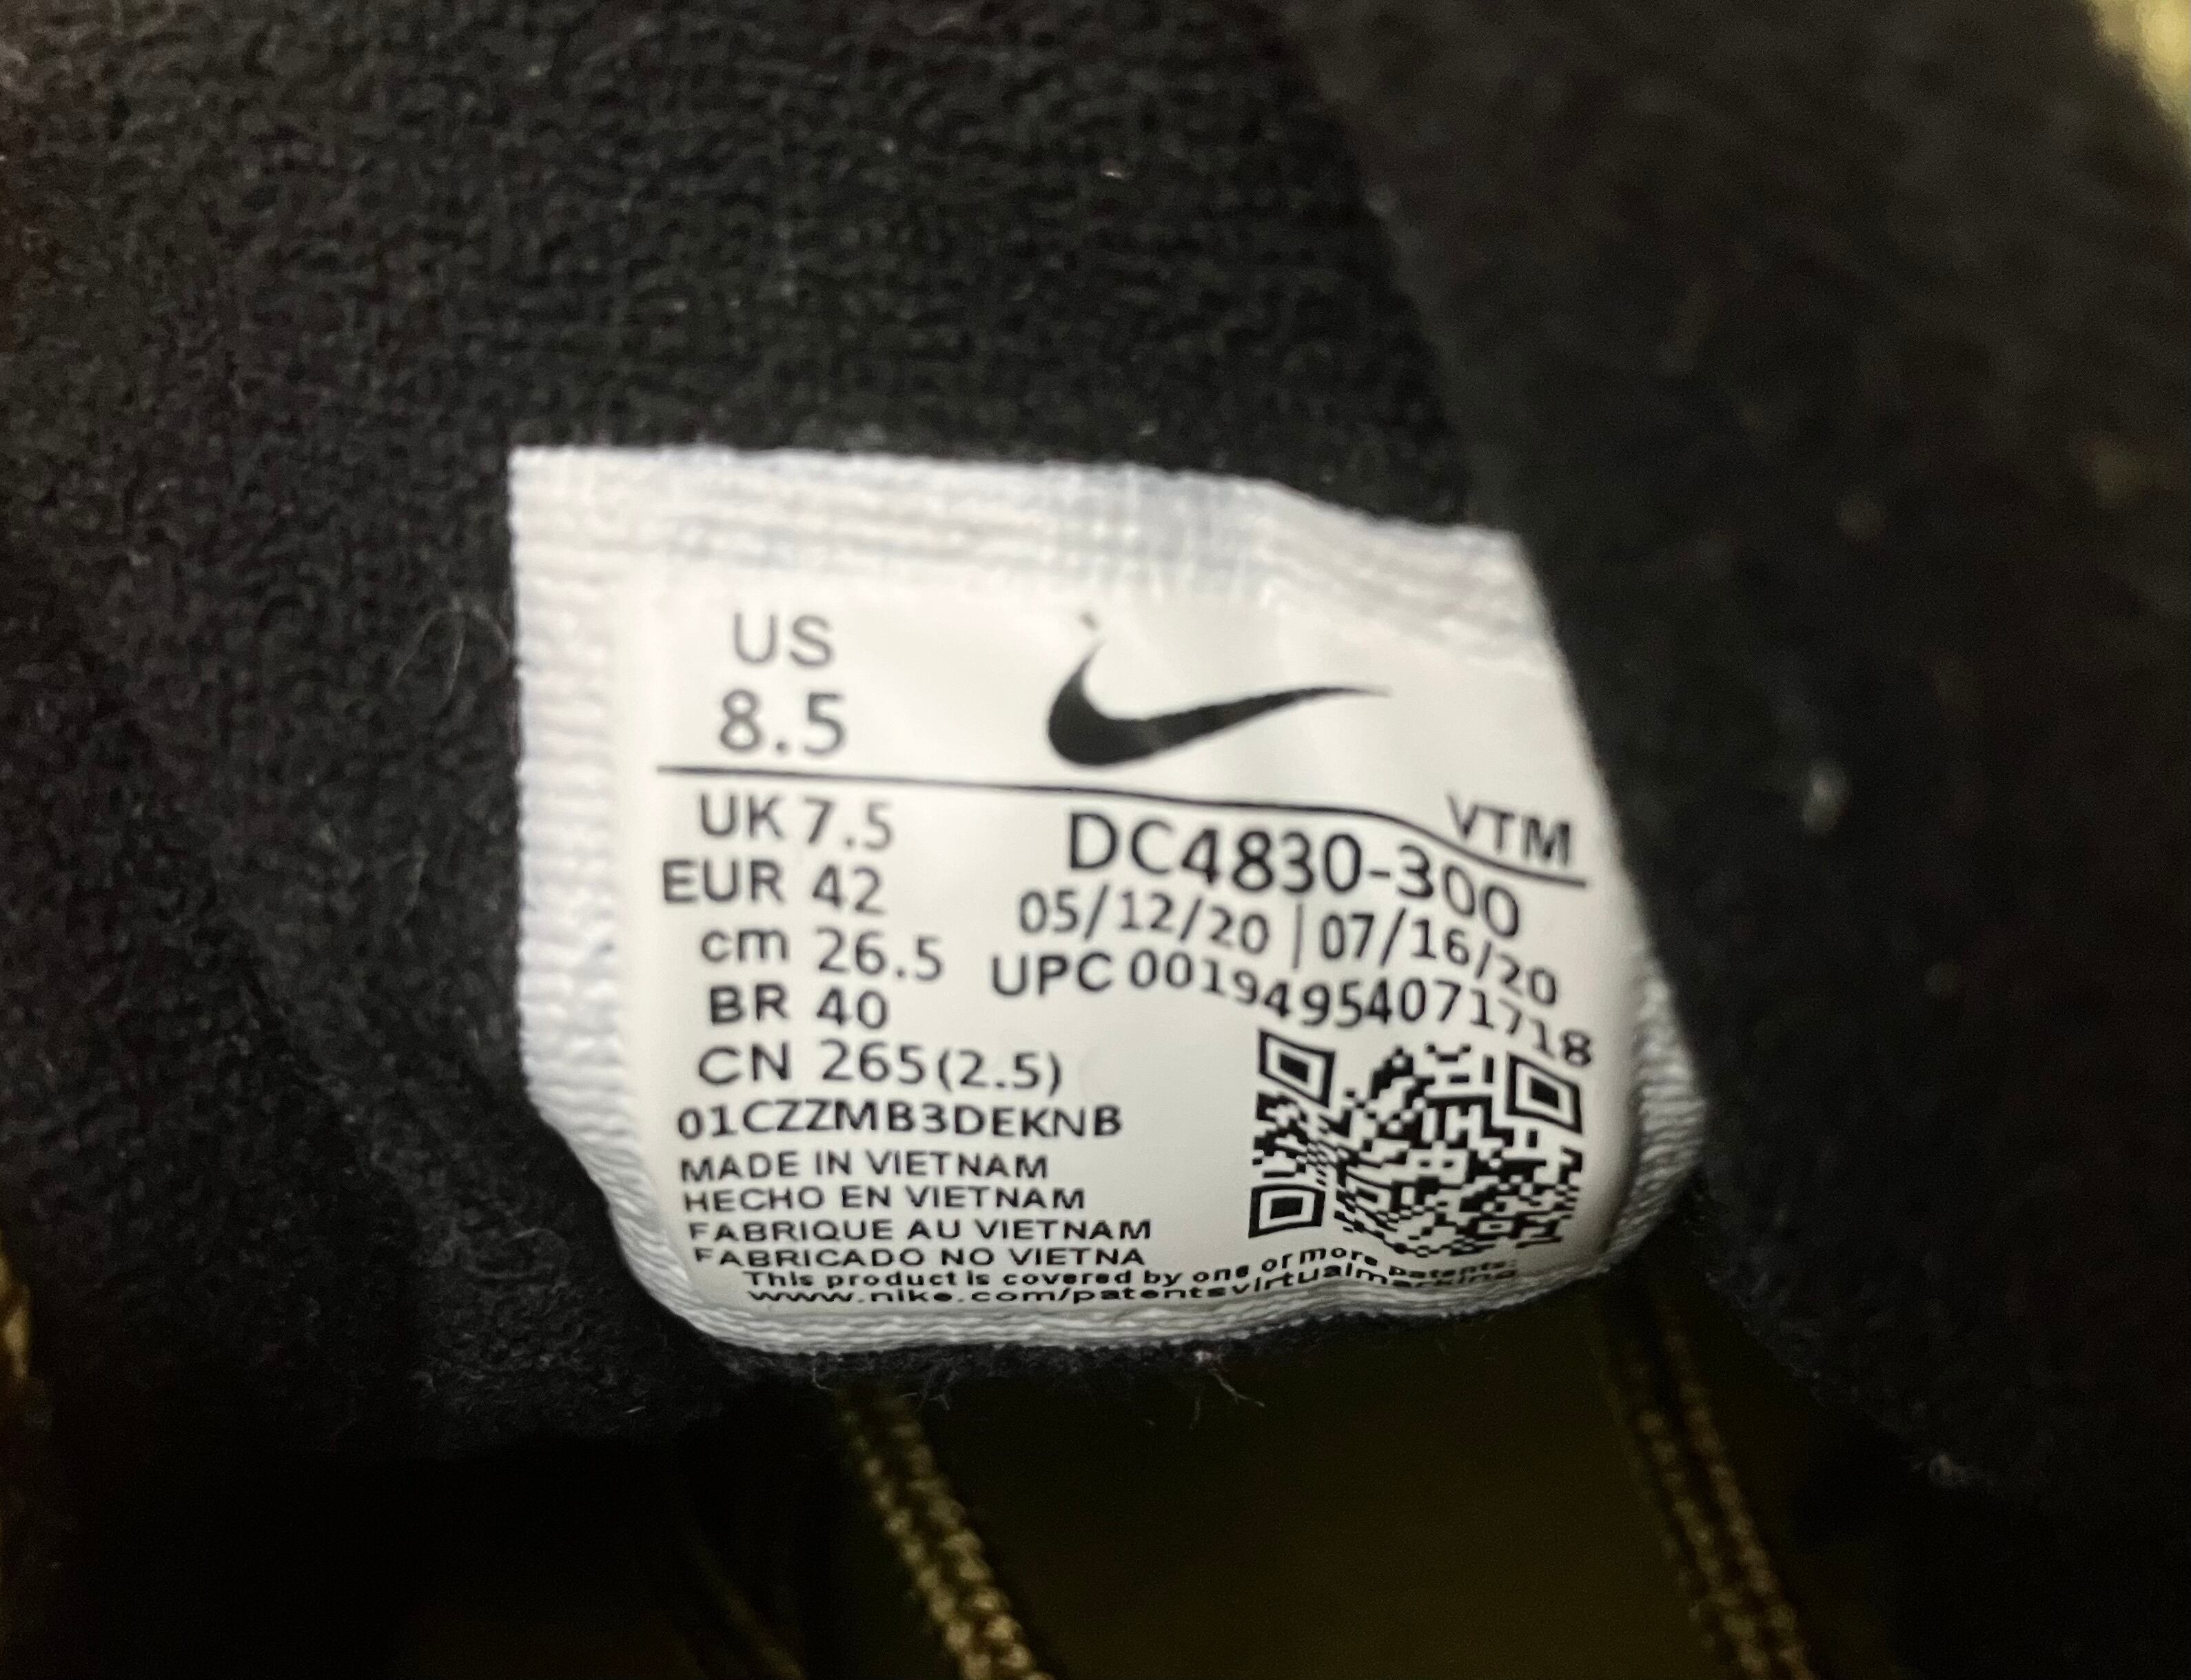 US
8.5
VTM
UK 7.5
EUR 42
cm 26.5
BR 40
CN 265(2.5)
DC4830-300
05/12/20 | 07/16/20
UPC 00194954071718
01CZZMB3DEKNB
MADE IN VIETNAM
HECHO EN VIETNAM
FABRIQUE AU VIETNAM
FABRICADO NO VIETNA
This product is covered by one or more patents:
www.nike.com/patentsvirtualmarking